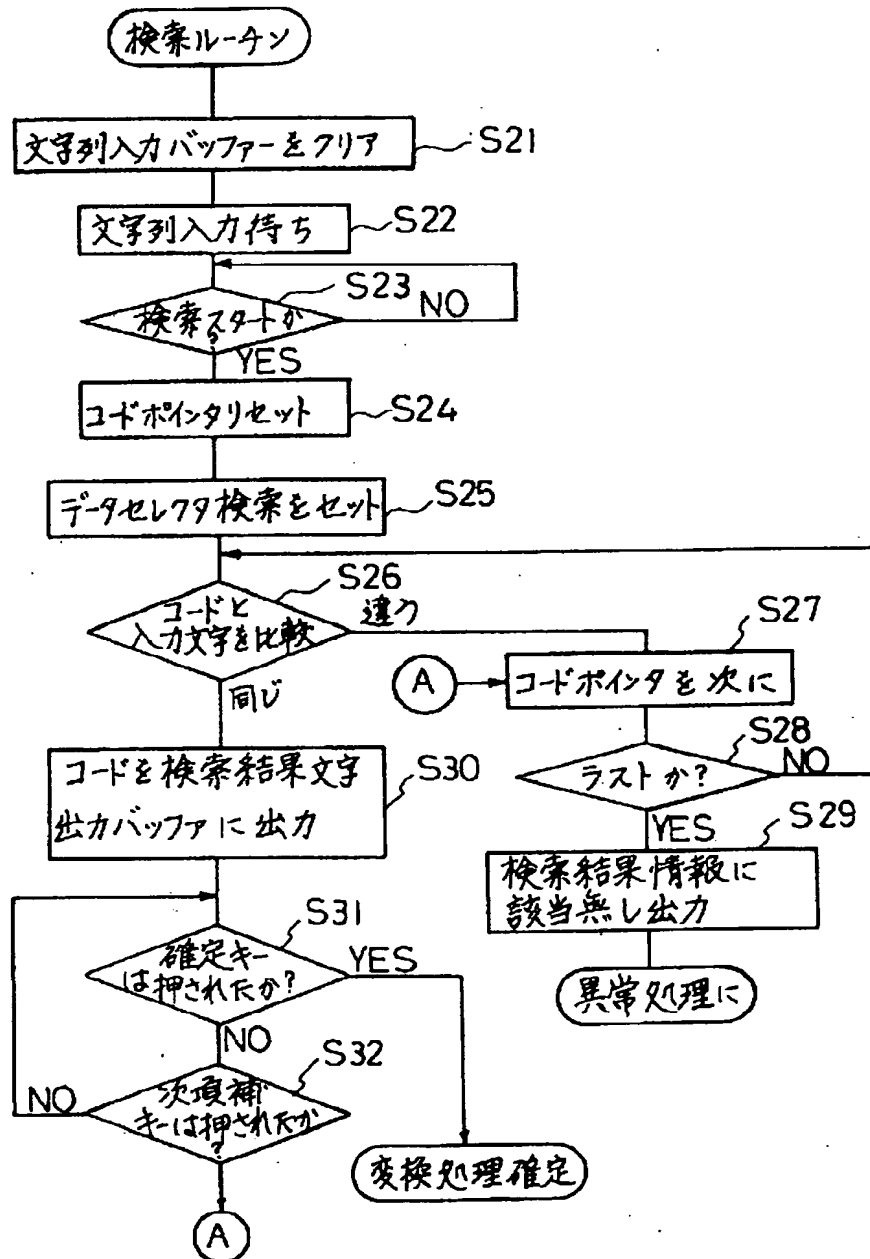 検索ルーチン
文字列入力バッファーをクリア
S21
文字列入力待ち
S22
S23
検索スタートか
?
NO
YES
コードポインタリセット
S24
データセレクタ検索をセット
S25
S26
コードと
入力文字を比較
違う
同じ
S27
A
コードポインタを次に
S28
ラストか?
NO
YES
S29
検索結果情報に
該当無し出力
異常処理に
コードを検索結果文字
出力バッファに出力
S30
S31
確定キー
は押されたか?
YES
NO
S32
次項補
キーは押されたか
?
NO
変換処理確定
A